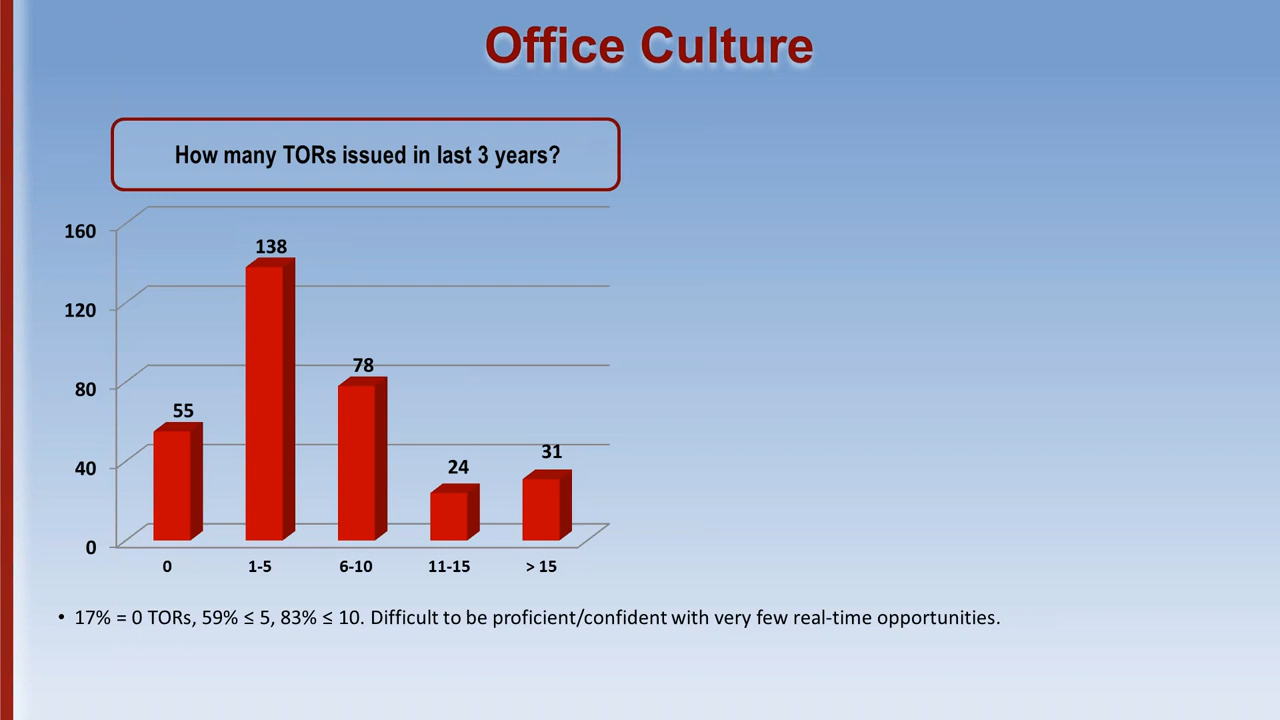 Office Culture
How many TORs issued in last 3 years?
160
120
80
40
0
55
138
78
24
31
0 1-5 6-10 11-15 > 15
• 17% = 0 TORs, 59% ≤ 5, 83% ≤ 10. Difficult to be proficient/confident with very few real-time opportunities.